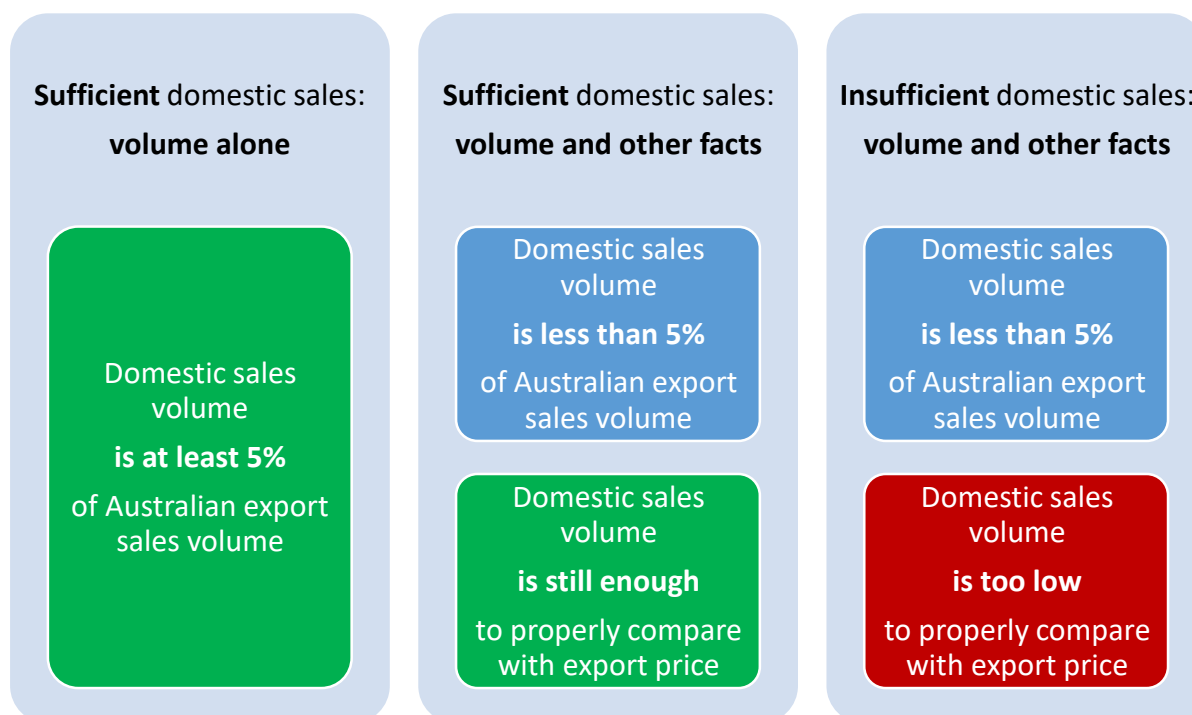 Sufficient domestic sales:
volume alone
Domestic sales
volume
is at least 5%
of Australian export
sales volume
Sufficient domestic sales:
volume and other facts
Domestic sales
volume
is less than 5%
of Australian export
sales volume
Domestic sales
volume
is still enough
to properly compare
with export price
Insufficient domestic sales:
volume and other facts
Domestic sales
volume
is less than 5%
of Australian export
sales volume
Domestic sales
volume
is too low
to properly compare
with export price